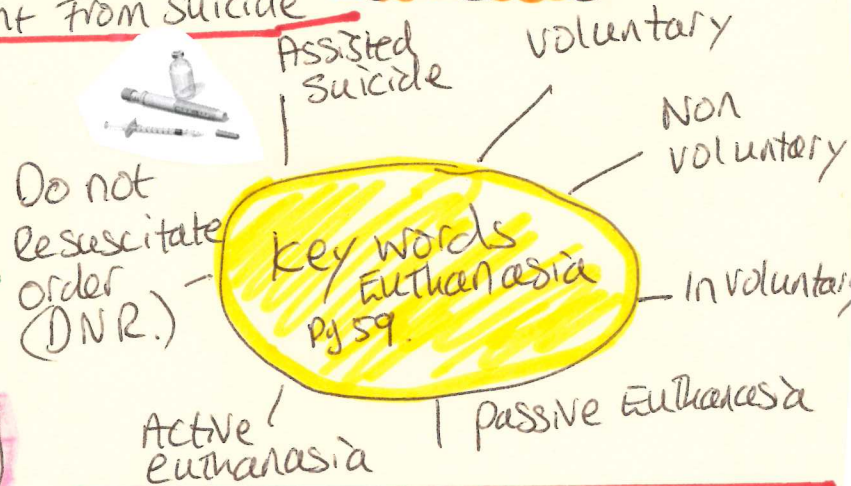 nt from suicide
Assisted
suicide
voluntary
Non
voluntary
Involuntary
Passive Euthanasia
Active
euthanasia
Do not
Resuscitate
order
(DNR.)
key words
Euthanasia
Pg 59.